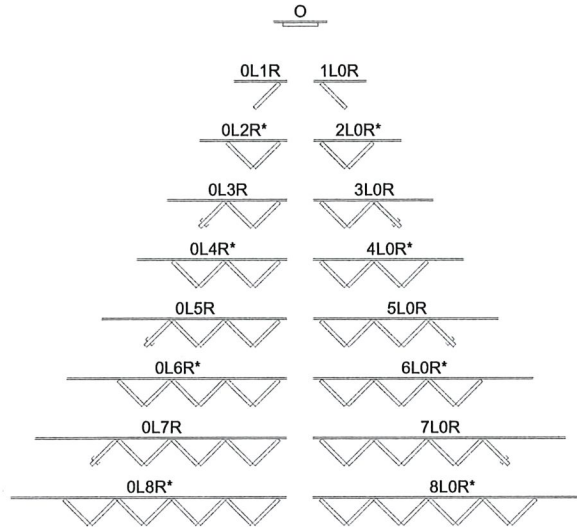 O
0L1R 1L0R
0L2R* 2L0R*
0L3R 3L0R
0L4R* 4L0R*
0L5R 5L0R
0L6R* 6L0R*
0L7R 7L0R
0L8R* 8L0R*